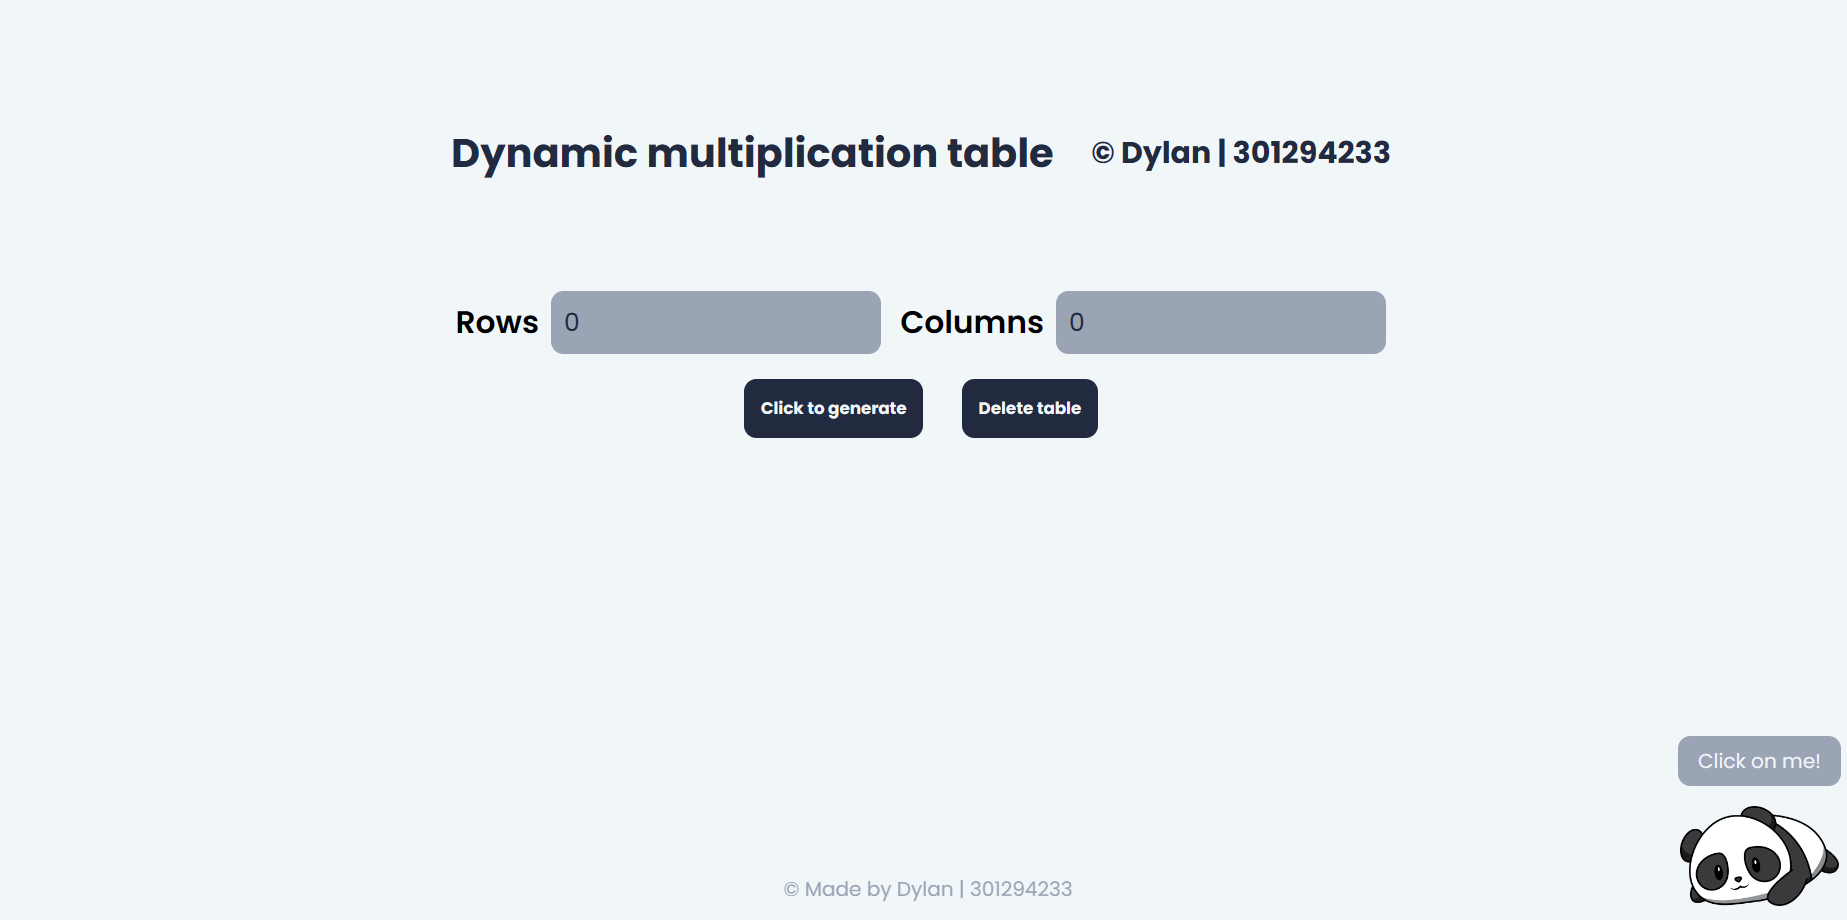 Dynamic multiplication table © Dylan | 301294233
Rows 0 Columns 0
Click to generate Delete table
Click on me!
© Made by Dylan | 301294233